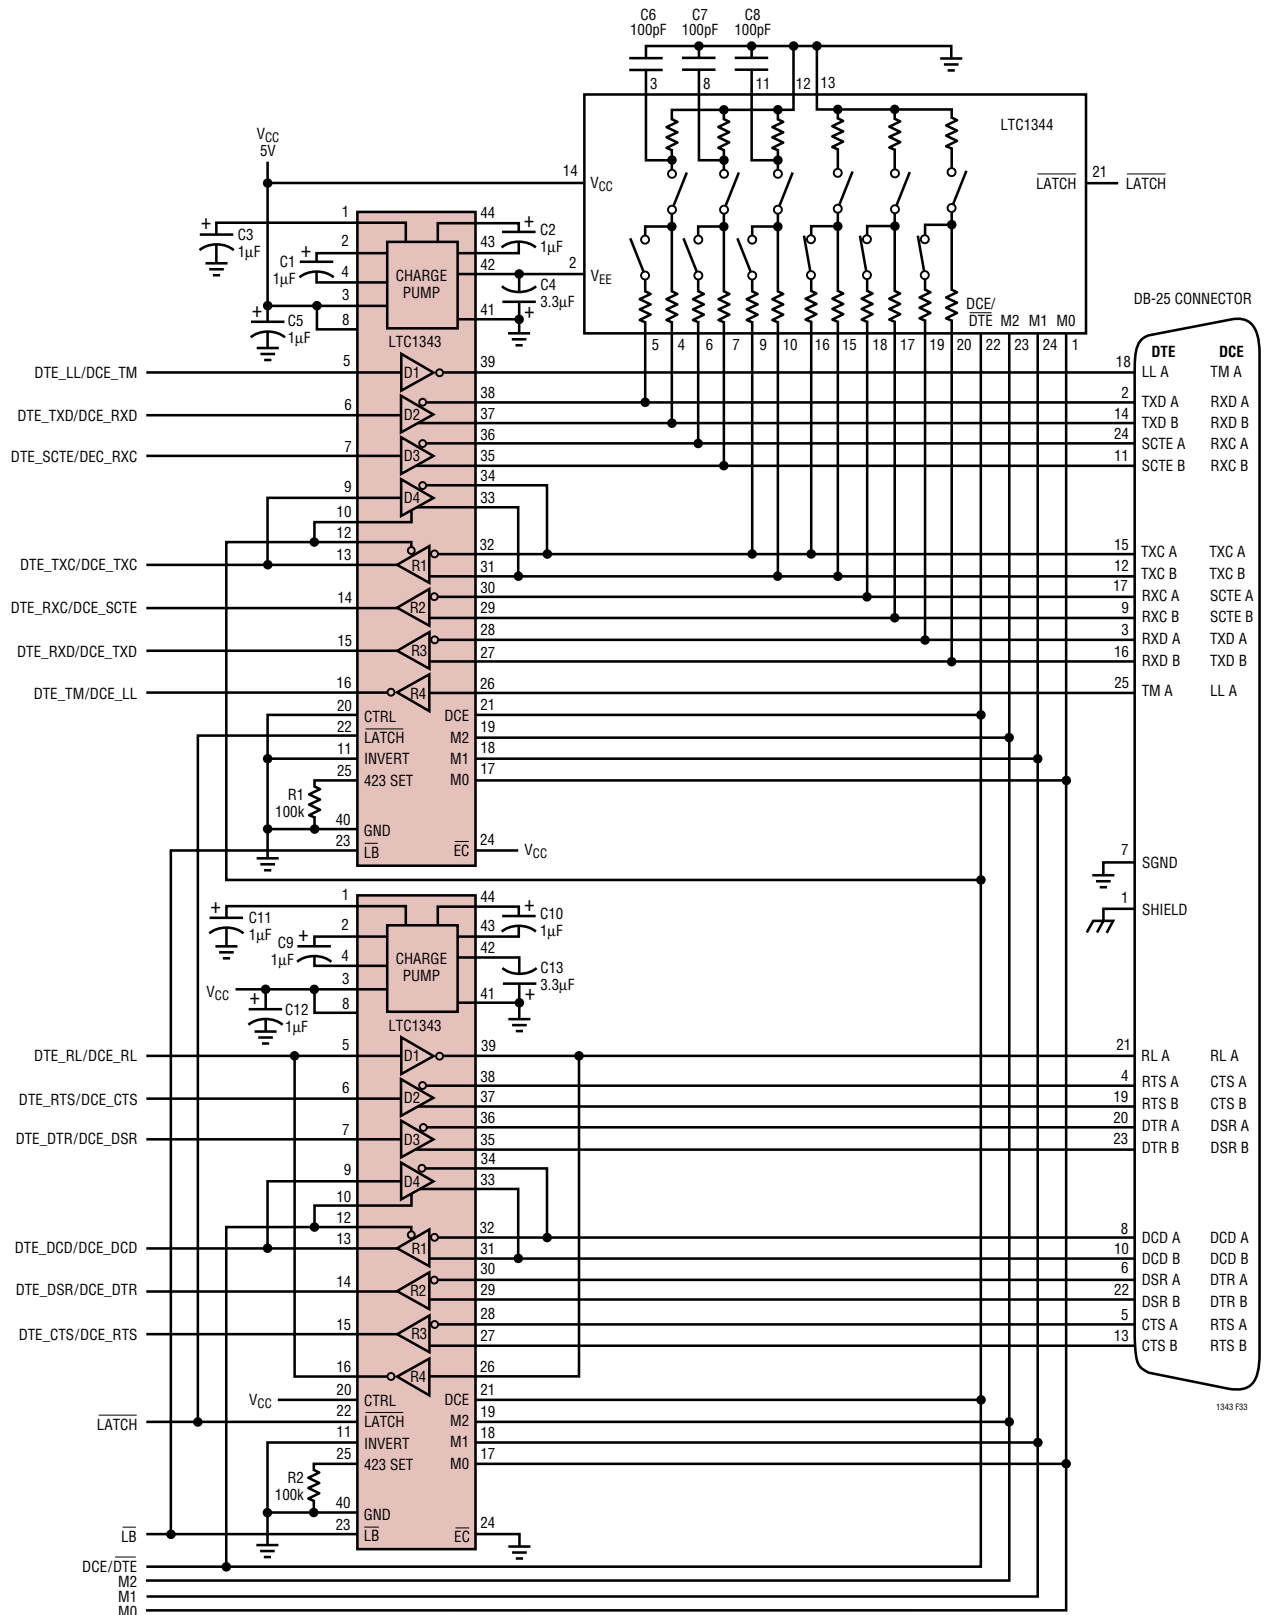 C6
100pF
C7
100pF
C8
100pF
3
8
11
12
13
LTC1344
VCC
5V
14
VCC
LATCH
21
LATCH
1
44
C3
1µF
2
43
C2
1µF
C1
1µF
4
42
CHARGE
PUMP
2
VEE
C4
3.3µF
3
41
C5
1µF
8
LTC1343
DCE/
DTE
M2
M1
M0
5
4
6
7
9
10
16
15
18
17
19
20
22
23
24
1
DB-25 CONNECTOR
DTE
DCE
DTE_LL/DCE_TM
5
D1
39
18
LL A
TM A
DTE_TXD/DCE_RXD
6
D2
38
37
2
TXD A
RXD A
14
TXD B
RXD B
DTE_SCTE/DEC_RXC
7
D3
36
35
24
SCTE A
RXC A
11
SCTE B
RXC B
9
D4
34
33
10
12
DTE_TXC/DCE_TXC
13
R1
32
31
15
TXC A
TXC A
12
TXC B
TXC B
DTE_RXC/DCE_SCTE
14
R2
30
29
17
RXC A
SCTE A
9
RXC B
SCTE B
DTE_RXD/DCE_TXD
15
R3
28
27
3
RXD A
TXD A
16
RXD B
TXD B
DTE_TM/DCE_LL
16
R4
26
25
TM A
LL A
20
CTRL
DCE
21
22
LATCH
M2
19
11
INVERT
M1
18
25
423 SET
M0
17
R1
100k
40
GND
23
LB
EC
24
VCC
7
SGND
1
SHIELD
1
44
C11
1µF
2
43
C10
1µF
C9
1µF
4
42
CHARGE
PUMP
C13
3.3µF
VCC
3
41
C12
1µF
8
LTC1343
DTE_RL/DCE_RL
5
D1
39
21
RL A
RL A
DTE_RTS/DCE_CTS
6
D2
38
37
4
RTS A
CTS A
19
RTS B
CTS B
DTE_DTR/DCE_DSR
7
D3
36
35
20
DTR A
DSR A
23
DTR B
DSR B
9
D4
34
33
10
12
DTE_DCD/DCE_DCD
13
R1
32
31
8
DCD A
DCD A
10
DCD B
DCD B
DTE_DSR/DCE_DTR
14
R2
30
29
6
DSR A
DTR A
22
DSR B
DTR B
DTE_CTS/DCE_RTS
15
R3
28
27
5
CTS A
RTS A
13
CTS B
RTS B
16
R4
26
VCC
20
CTRL
DCE
21
LATCH
22
LATCH
M2
19
11
INVERT
M1
18
25
423 SET
M0
17
R2
100k
40
GND
LB
23
LB
EC
24
DCE/DTE
M2
M1
M0
1343 F33